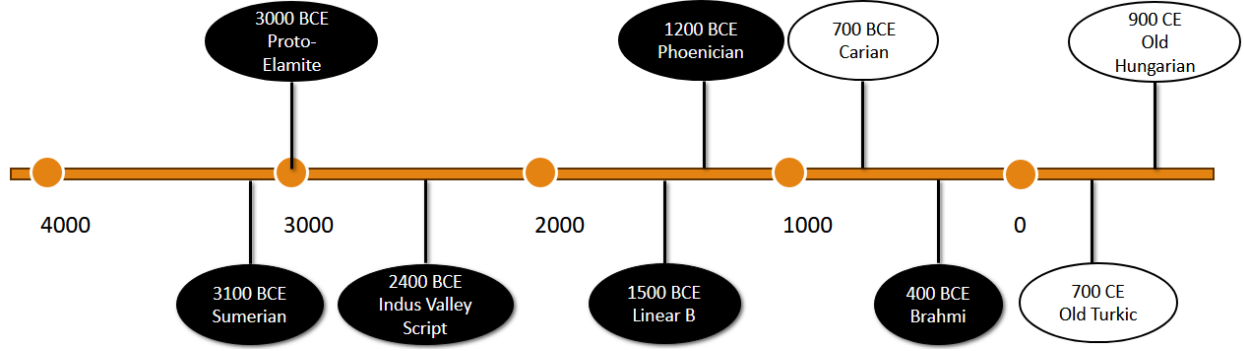 3000 BCE
Proto-
Elamite
1200 BCE
Phoenician
700 BCE
Carian
900 CE
Old
Hungarian
4000
3000
2000
1000
0
3100 BCE
Sumerian
2400 BCE
Indus Valley
Script
1500 BCE
Linear B
400 BCE
Brahmi
700 CE
Old Turkic